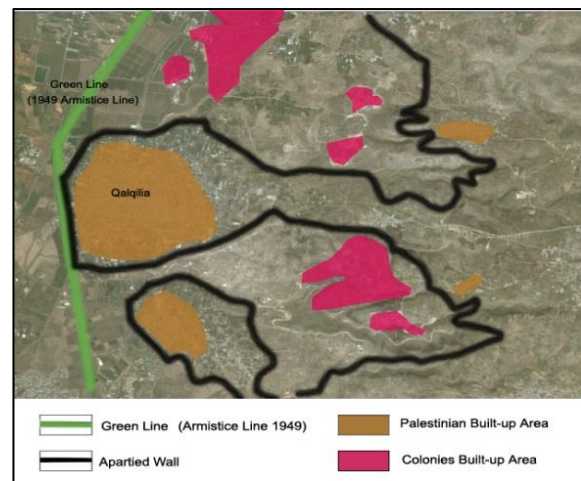 Green Line
(1949 Armistice Line)
Qalqilia
Green Line (Armistice Line 1949)
Palestinian Built-up Area
Apartied Wall
Colonies Built-up Area